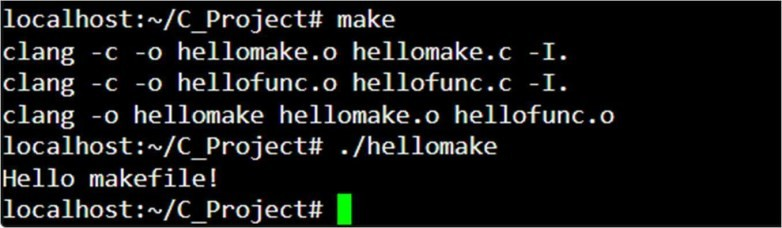 localhost:~/C_Project# make
clang -c -o hellomake.o hellomake.c -I.
clang -c -o hellofunc.o hellofunc.c -I.
clang -o hellomake hellomake.o hellofunc.o
localhost:~/C_Project# ./hellomake
Hello makefile!
localhost:~/C_Project#